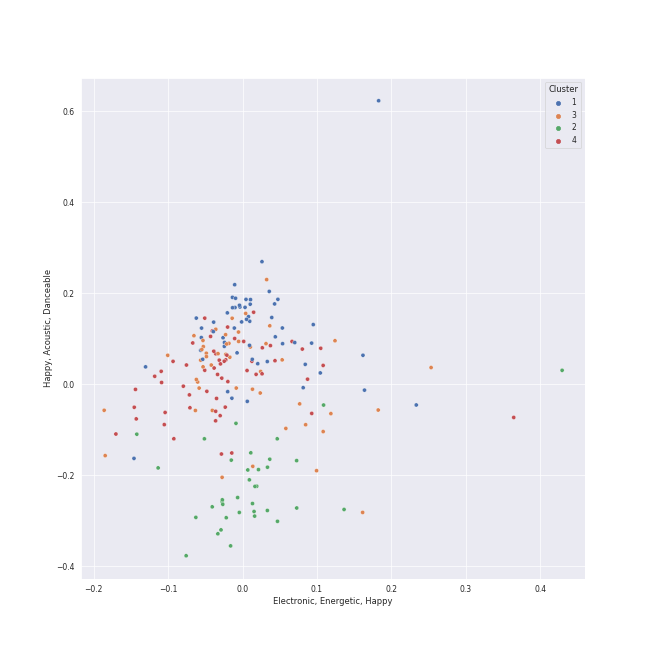 Cluster
1
3
2
4
0.6
0.4
0.2
0.0
−0.2
−0.4
Happy, Acoustic, Danceable
−0.2 −0.1 0.0 0.1 0.2 0.3 0.4
Electronic, Energetic, Happy